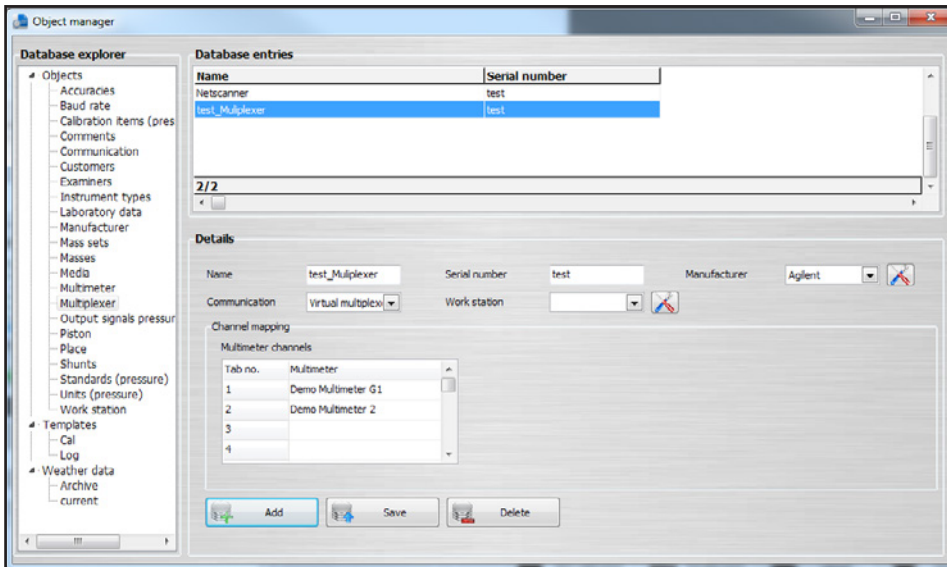 Object manager
Database explorer
Objects
Accuracies
Baud rate
Calibration items (pres
Comments
Communication
Customers
Examiners
Instrument types
Laboratory data
Manufacturer
Mass sets
Masses
Media
Multimeter
Multiplexer
Output signals pressur
Piston
Place
Shunts
Standards (pressure)
Units (pressure)
Work station
Templates
Cal
Log
Weather data
Archive
current
Database entries
Name Serial number
Netscanner test
test_Muliplexer test
2/2
Details
Name test_Muliplexer Serial number test Manufacturer Agilent
Communication Virtual multiplex Work station
Channel mapping
Multimeter channels
Tab no. Multimeter
1 Demo Multimeter G1
2 Demo Multimeter 2
3
4
Add Save Delete